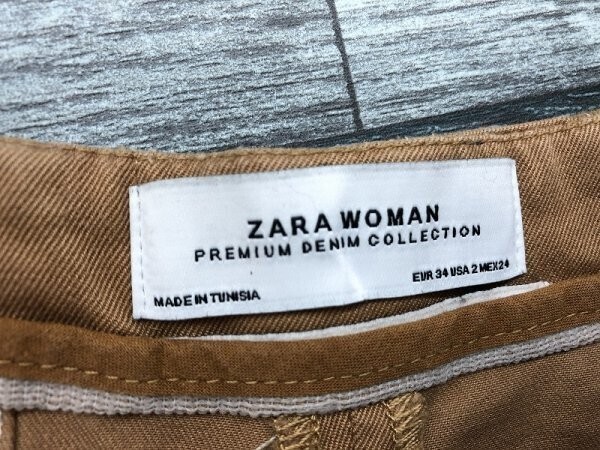 ZARA WOMAN
PREMIUM DENIM COLLECTION
EUR 34 USA 2 MEX 24
MADE IN TUNISIA